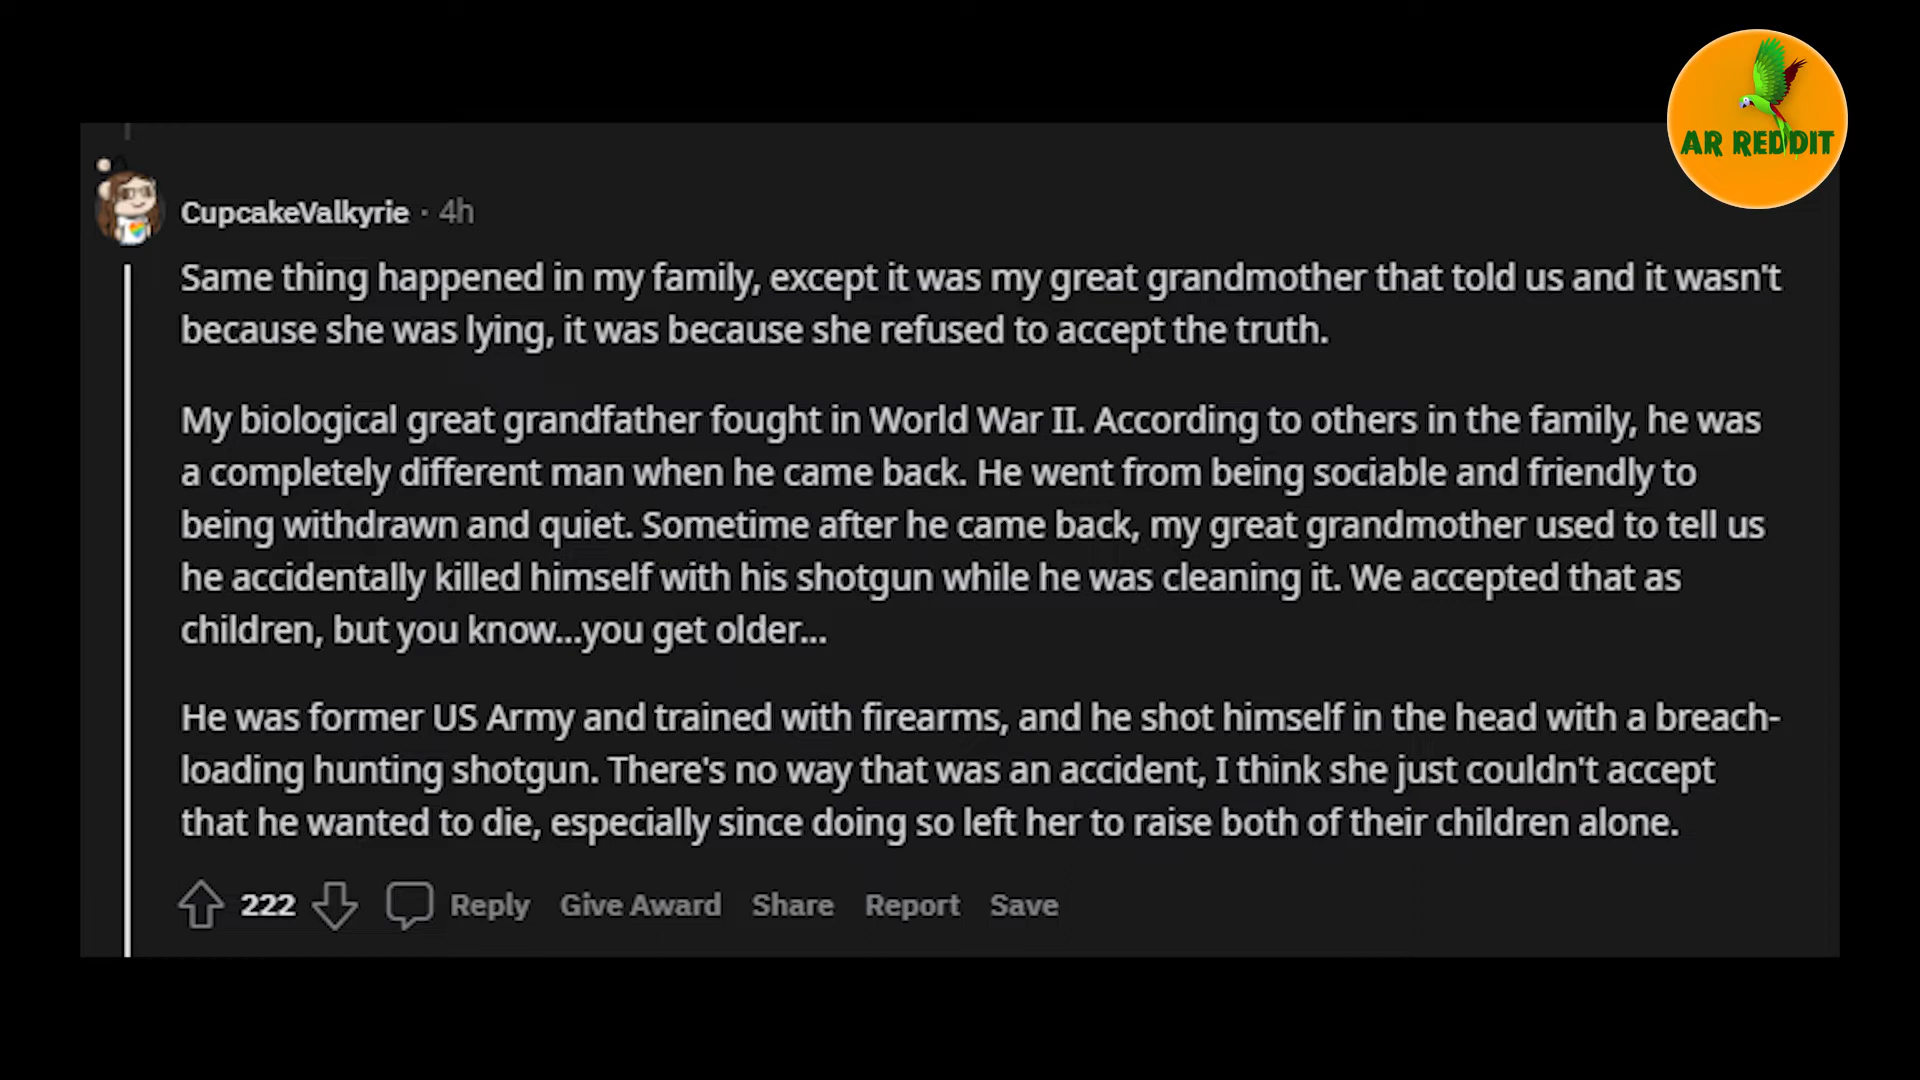 AR REDDIT
CupcakeValkyrie · 4h
Same thing happened in my family, except it was my great grandmother that told us and it wasn't
because she was lying, it was because she refused to accept the truth.
My biological great grandfather fought in World War II. According to others in the family, he was
a completely different man when he came back. He went from being sociable and friendly to
being withdrawn and quiet. Sometime after he came back, my great grandmother used to tell us
he accidentally killed himself with his shotgun while he was cleaning it. We accepted that as
children, but you know...you get older...
He was former US Army and trained with firearms, and he shot himself in the head with a breach-
loading hunting shotgun. There's no way that was an accident, I think she just couldn't accept
that he wanted to die, especially since doing so left her to raise both of their children alone.
222 Reply Give Award Share Report Save